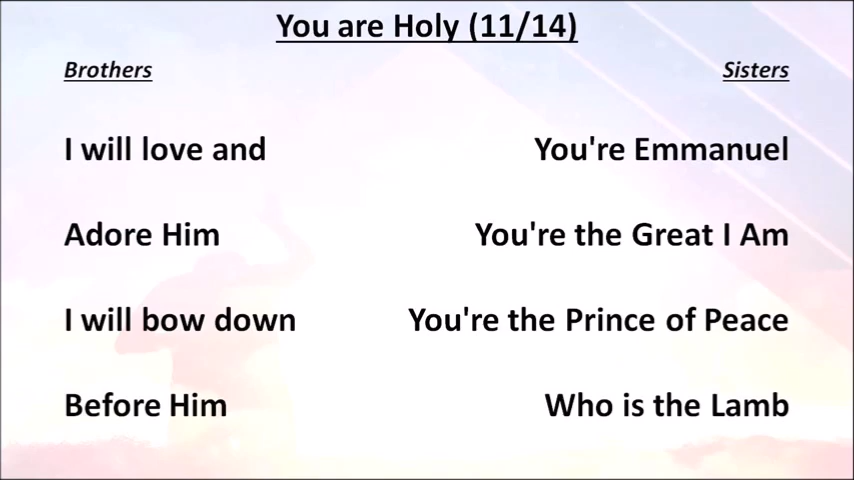 You are Holy (11/14)
Brothers Sisters
I will love and You're Emmanuel
Adore Him You're the Great I Am
I will bow down You're the Prince of Peace
Before Him Who is the Lamb